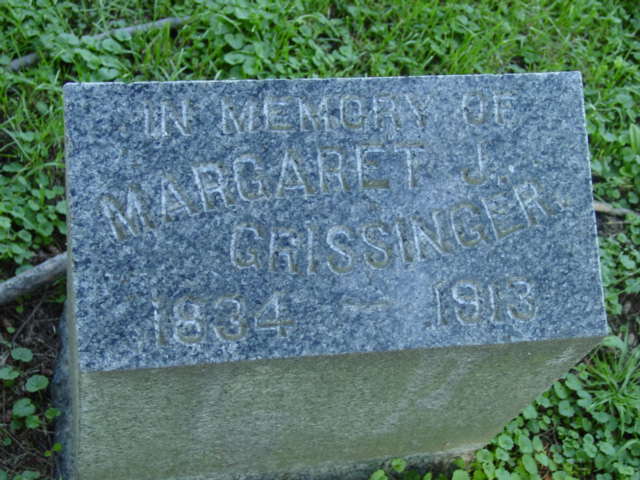 IN MEMORY OF
MARGARET J.
GRISSINGER.
1834 — 1913